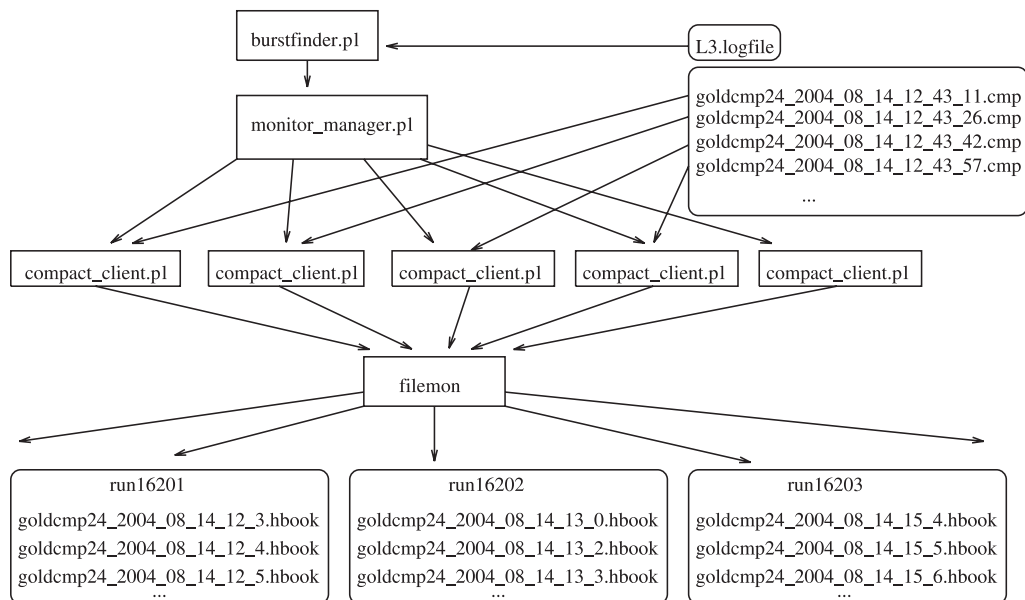 burstfinder.pl
L3.logfile
monitor_manager.pl
goldcmp24_2004_08_14_12_43_11.cmp
goldcmp24_2004_08_14_12_43_26.cmp
goldcmp24_2004_08_14_12_43_42.cmp
goldcmp24_2004_08_14_12_43_57.cmp
...
compact_client.pl
compact_client.pl
compact_client.pl
compact_client.pl
compact_client.pl
filemon
run16201
goldcmp24_2004_08_14_12_3.hbook
goldcmp24_2004_08_14_12_4.hbook
goldcmp24_2004_08_14_12_5.hbook
...
run16202
goldcmp24_2004_08_14_13_0.hbook
goldcmp24_2004_08_14_13_2.hbook
goldcmp24_2004_08_14_13_3.hbook
...
run16203
goldcmp24_2004_08_14_15_4.hbook
goldcmp24_2004_08_14_15_5.hbook
goldcmp24_2004_08_14_15_6.hbook
...